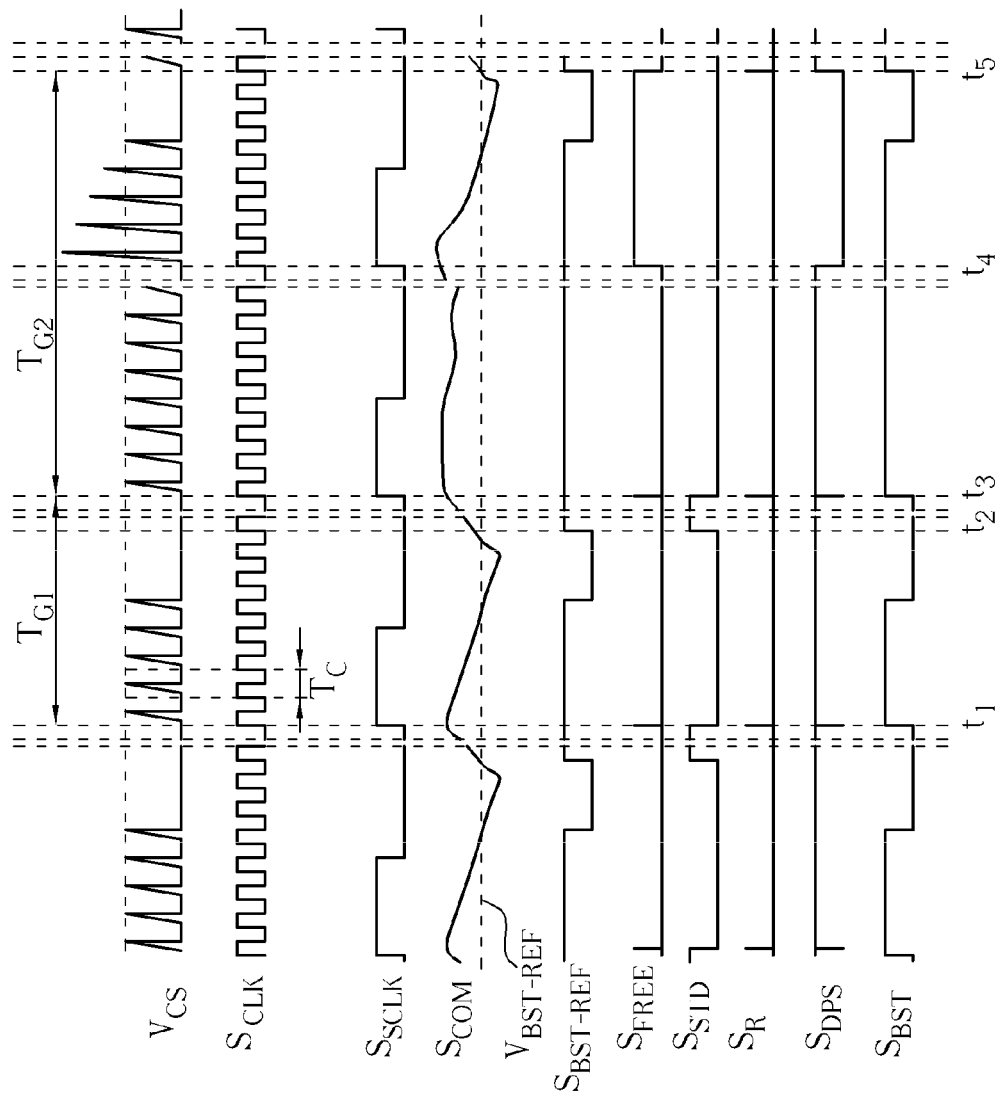 T_G1
T_G2
T_C
V_CS
S_CLK
S_SCLK
S_COM
V_BST-REF
S_BST-REF
S_FREE
S_STD
S_R
S_DPS
S_BST
t_1
t_2
t_3
t_4
t_5